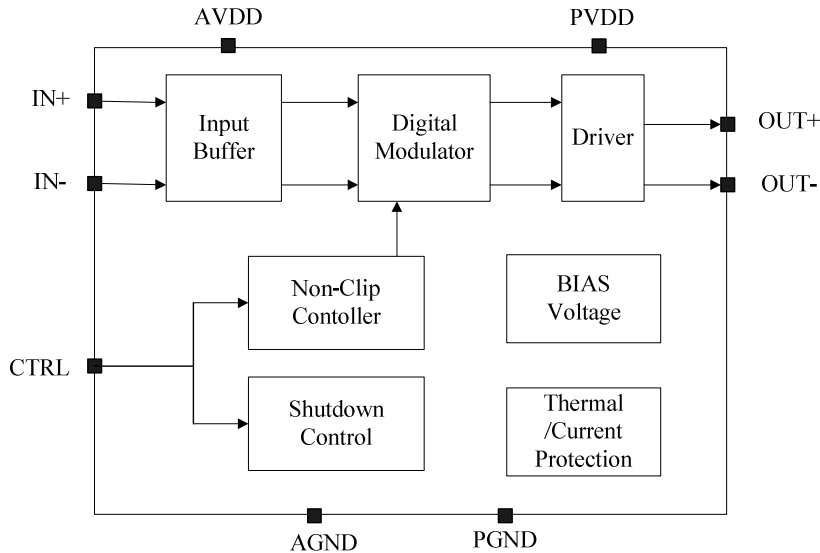 AVDD
PVDD
IN+
IN-
Input
Buffer
Digital
Modulator
Driver
OUT+
OUT-
Non-Clip
Contoller
BIAS
Voltage
CTRL
Shutdown
Control
Thermal
/Current
Protection
AGND
PGND